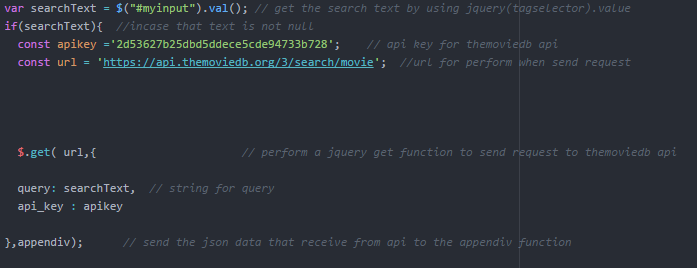 var searchText = $("#myinput").val(); // get the search text by using jquery(tagselector).value
if(searchText){  //incase that text is not null
const apikey ='2d53627b25dbd5ddece5cde94733b728';    // api key for themoviedb api
const url = 'https://api.themoviedb.org/3/search/movie';  //url for perform when send request
$.get( url,{                      // perform a jquery get function to send request to themoviedb api
query: searchText,  // string for query
api_key : apikey
},appendiv);      // send the json data that receive from api to the appendiv function